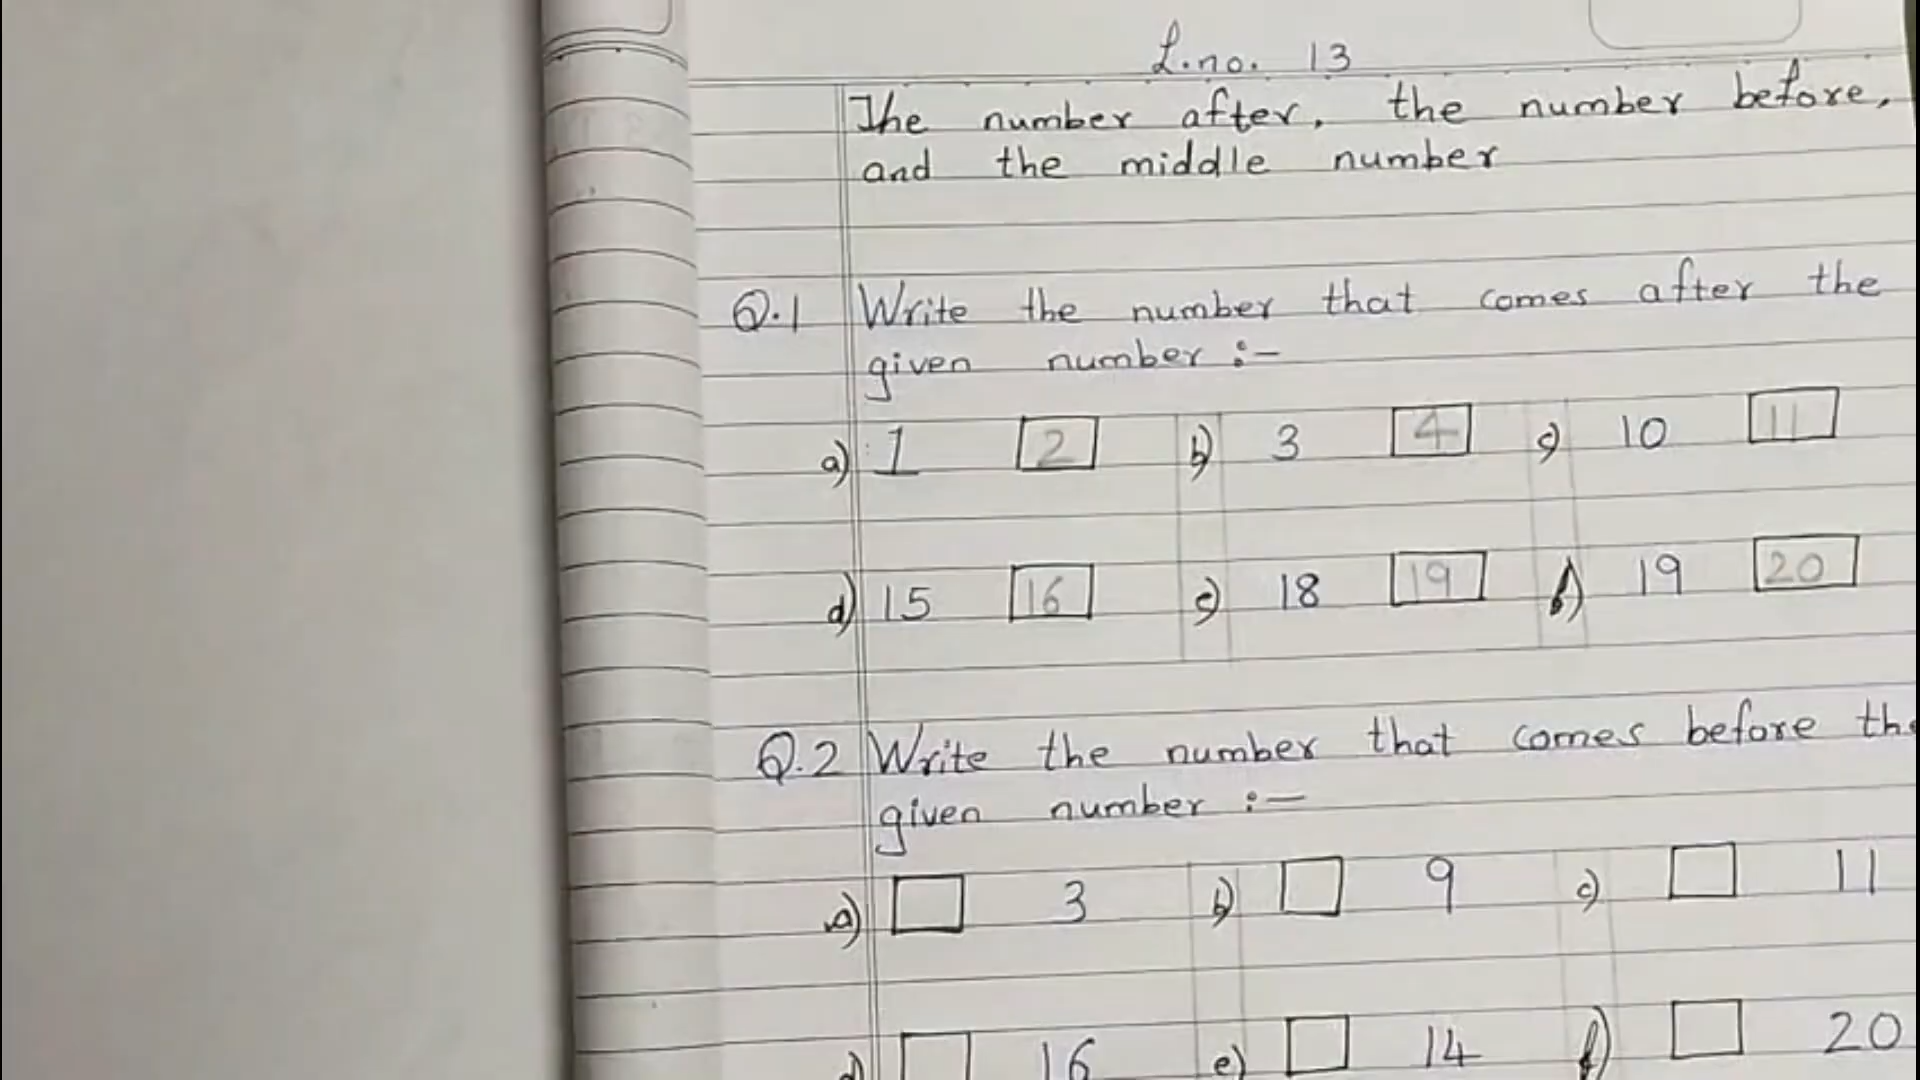 L.no. 13
The number after, the number before,
and the middle number
Q.1 Write the number that comes after the
given number :-
a) 1 2 b) 3 4 c) 10 11
d) 15 16 e) 18 19 f) 19 20
Q.2 Write the number that comes before the
given number :-
a) 3 b) 9 c) 11
d) 16 e) 14 f) 20